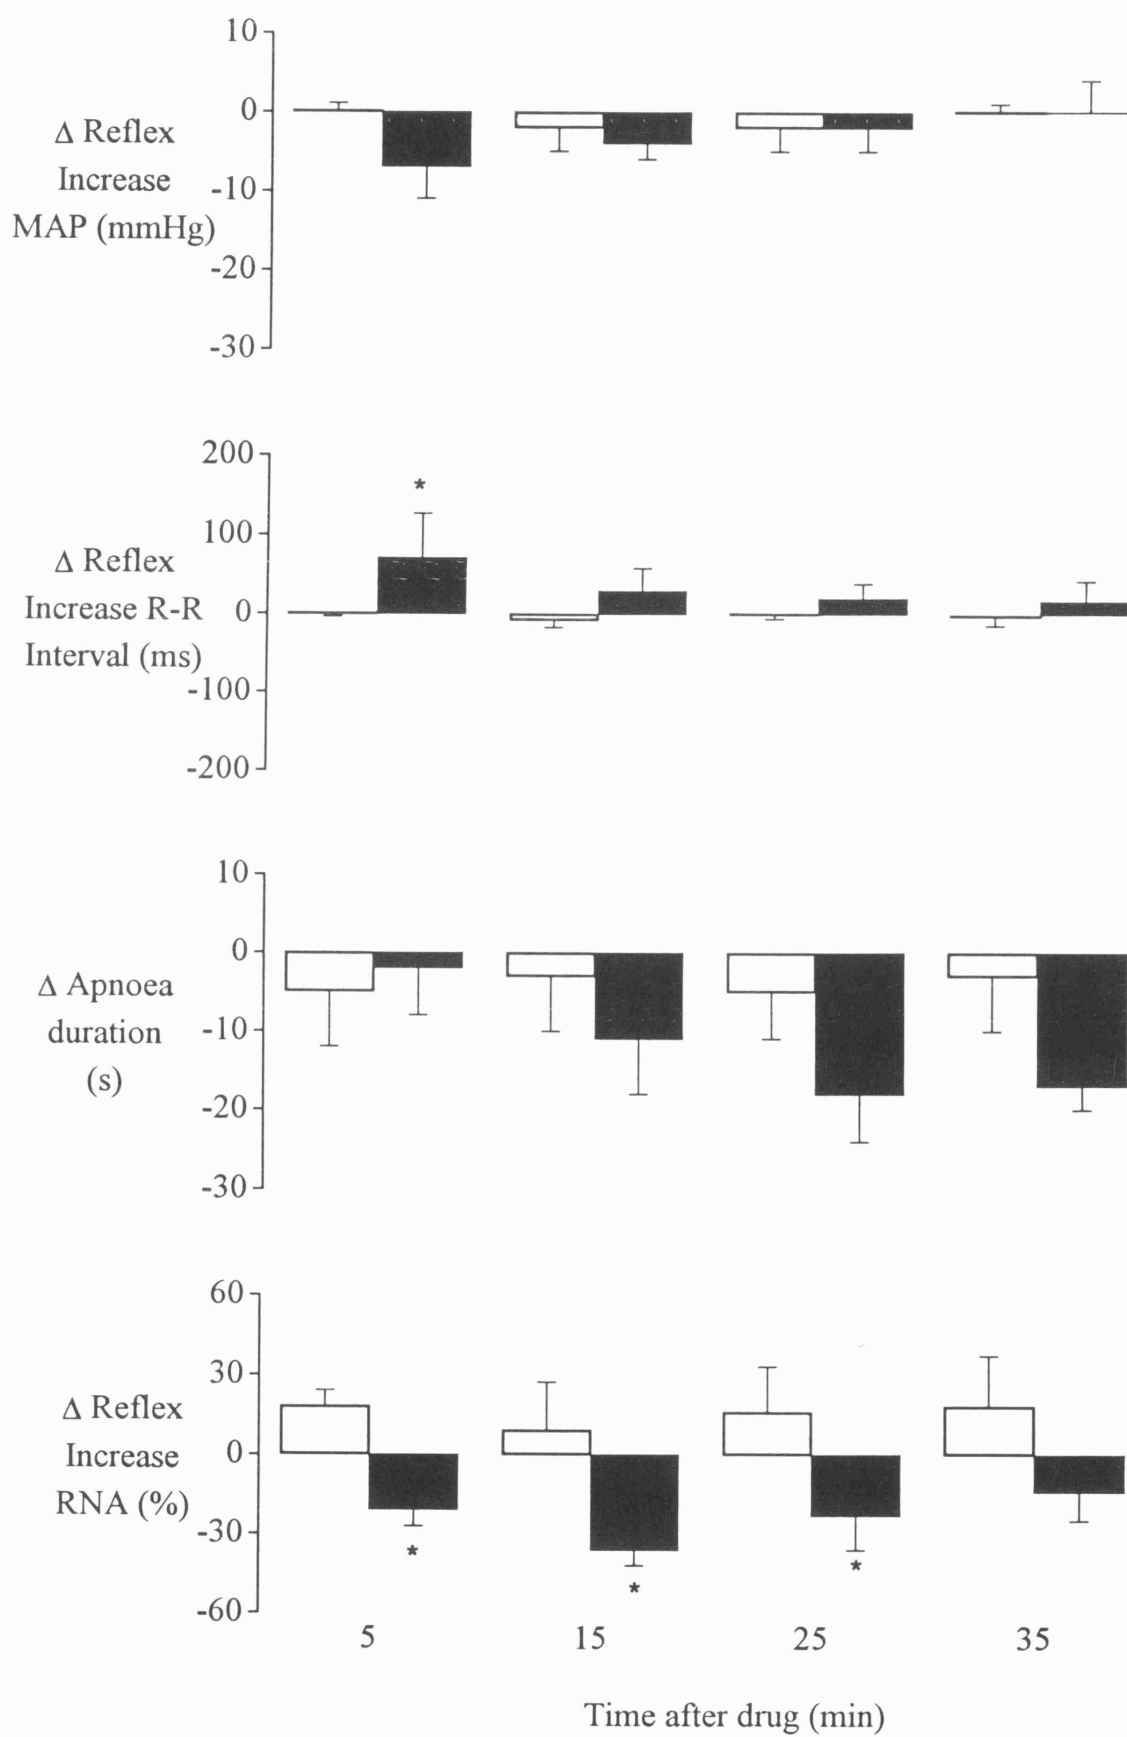 10
0
-10
-20
-30
Δ Reflex
Increase
MAP (mmHg)
200
100
0
-100
-200
*
Δ Reflex
Increase R-R
Interval (ms)
10
0
-10
-20
-30
Δ Apnoea
duration
(s)
60
30
0
-30
-60
Δ Reflex
Increase
RNA (%)
* * *
5 15 25 35
Time after drug (min)